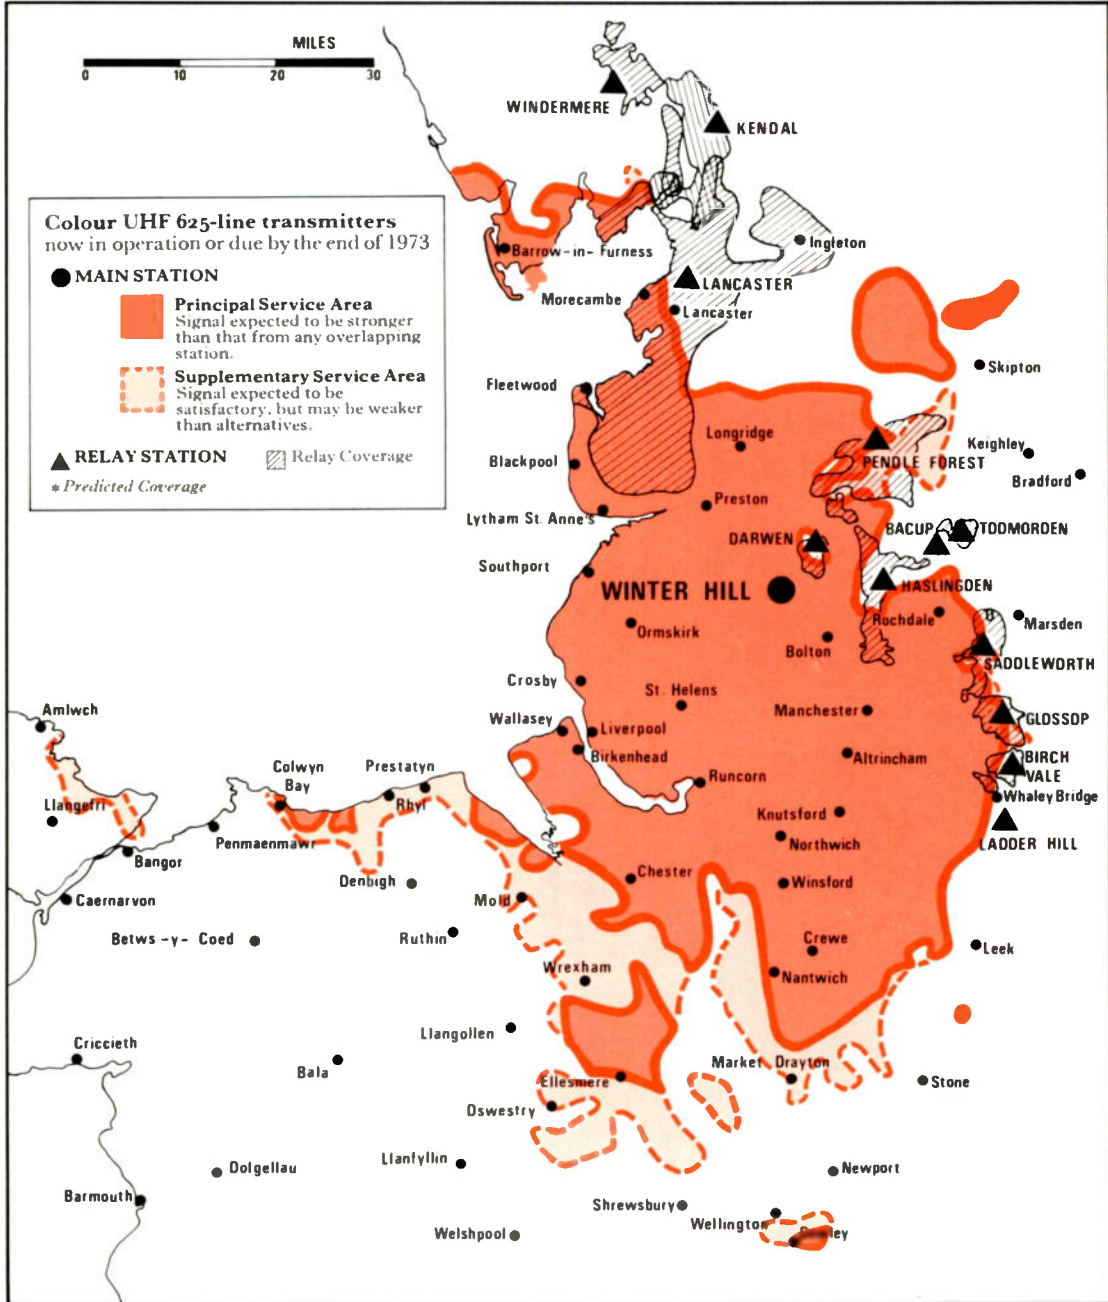 MILES
0 10 20 30
WINDERMERE
KENDAL
Colour UHF 625-line transmitters
now in operation or due by the end of 1973
MAIN STATION
Principal Service Area
Signal expected to be stronger
than that from any overlapping
station.
Supplementary Service Area
Signal expected to be
satisfactory, but may be weaker
than alternatives.
RELAY STATION
Relay Coverage
* Predicted Coverage
Barrow-in-Furness
Ingleton
LANCASTER
Morecambe
Lancaster
Skipton
Fleetwood
Longridge
Keighley
PENDLE FOREST
Blackpool
Bradford
Preston
Lytham St. Anne's
BACUP
TODMORDEN
DARWEN
Southport
WINTER HILL
HASLINGDEN
Rochdale
Marsden
Ormskirk
Bolton
SADDLEWORTH
Crosby
St. Helens
Manchester
Amlwch
Wallasey
Liverpool
GLOSSOP
Birkenhead
Altrincham
BIRCH
VALE
Colwyn
Bay
Prestatyn
Runcorn
Rhyl
Whaley Bridge
Llangefri
Knutsford
Penmaenmawr
Northwich
LADDER HILL
Bangor
Chester
Denbigh
Winsford
Caernarvon
Mold
Betws-y-Coed
Ruthin
Crewe
Leek
Wrexham
Nantwich
Llangollen
Criccieth
Bala
Market Drayton
Ellesmere
Stone
Oswestry
Llanfyllin
Dolgellau
Newport
Barmouth
Shrewsbury
Wellington
Welshpool